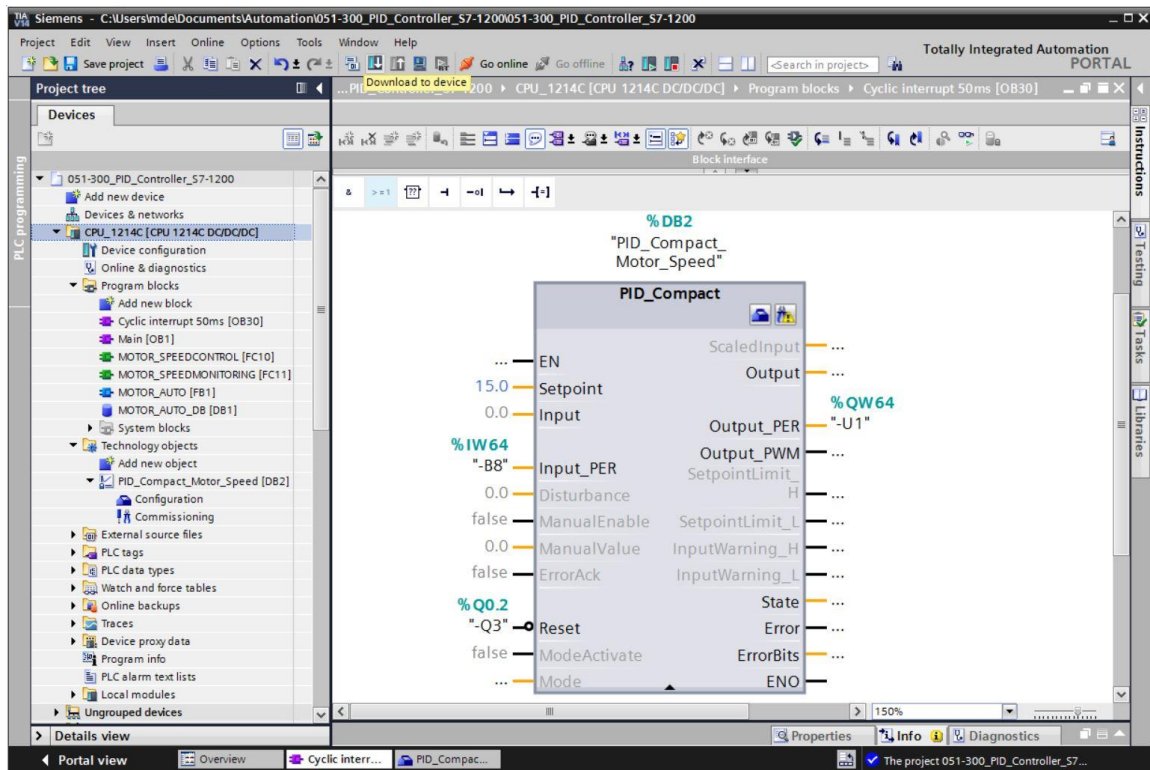 TIA V14 Siemens - C:\Users\mde\Documents\Automation\051-300_PID_Controller_S7-1200\051-300_PID_Controller_S7-1200
Project Edit View Insert Online Options Tools Window Help
Totally Integrated Automation
PORTAL
Save project
Go online Go offline
<Search in project>
Download to device
Project tree
...PID_Controller_S7-1200 ▸ CPU_1214C [CPU 1214C DC/DC/DC] ▸ Program blocks ▸ Cyclic interrupt 50ms [OB30]
Devices
Block interface
PLC programming
051-300_PID_Controller_S7-1200
Add new device
Devices & networks
CPU_1214C [CPU 1214C DC/DC/DC]
Device configuration
Online & diagnostics
Program blocks
Add new block
Cyclic interrupt 50ms [OB30]
Main [OB1]
MOTOR_SPEEDCONTROL [FC10]
MOTOR_SPEEDMONITORING [FC11]
MOTOR_AUTO [FB1]
MOTOR_AUTO_DB [DB1]
System blocks
Technology objects
Add new object
PID_Compact_Motor_Speed [DB2]
Configuration
Commissioning
External source files
PLC tags
PLC data types
Watch and force tables
Online backups
Traces
Device proxy data
Program info
PLC alarm text lists
Local modules
Ungrouped devices
Details view
& >=1 ??
%DB2
"PID_Compact_
Motor_Speed"
PID_Compact
ScaledInput ...
... EN
Output ...
15.0 Setpoint
0.0 Input
%QW64
Output_PER "-U1"
%IW64
Output_PWM ...
"-B8" Input_PER
SetpointLimit_
H ...
0.0 Disturbance
false ManualEnable SetpointLimit_L ...
0.0 ManualValue InputWarning_H ...
false ErrorAck InputWarning_L ...
%Q0.2
State ...
"-Q3" Reset Error ...
false ModeActivate ErrorBits ...
... Mode ENO
150%
Properties Info Diagnostics
Instructions
Testing
Tasks
Libraries
Portal view Overview Cyclic interr... PID_Compac... The project 051-300_PID_Controller_S7...